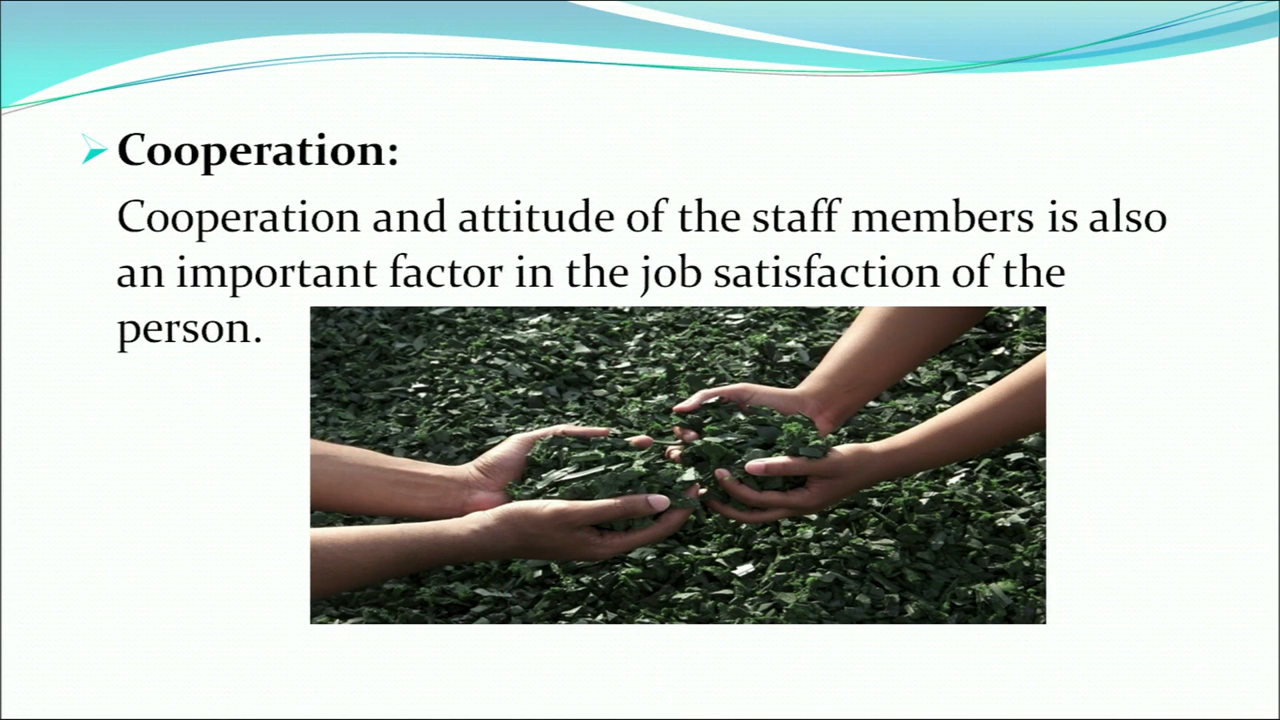 Cooperation:
Cooperation and attitude of the staff members is also
an important factor in the job satisfaction of the
person.